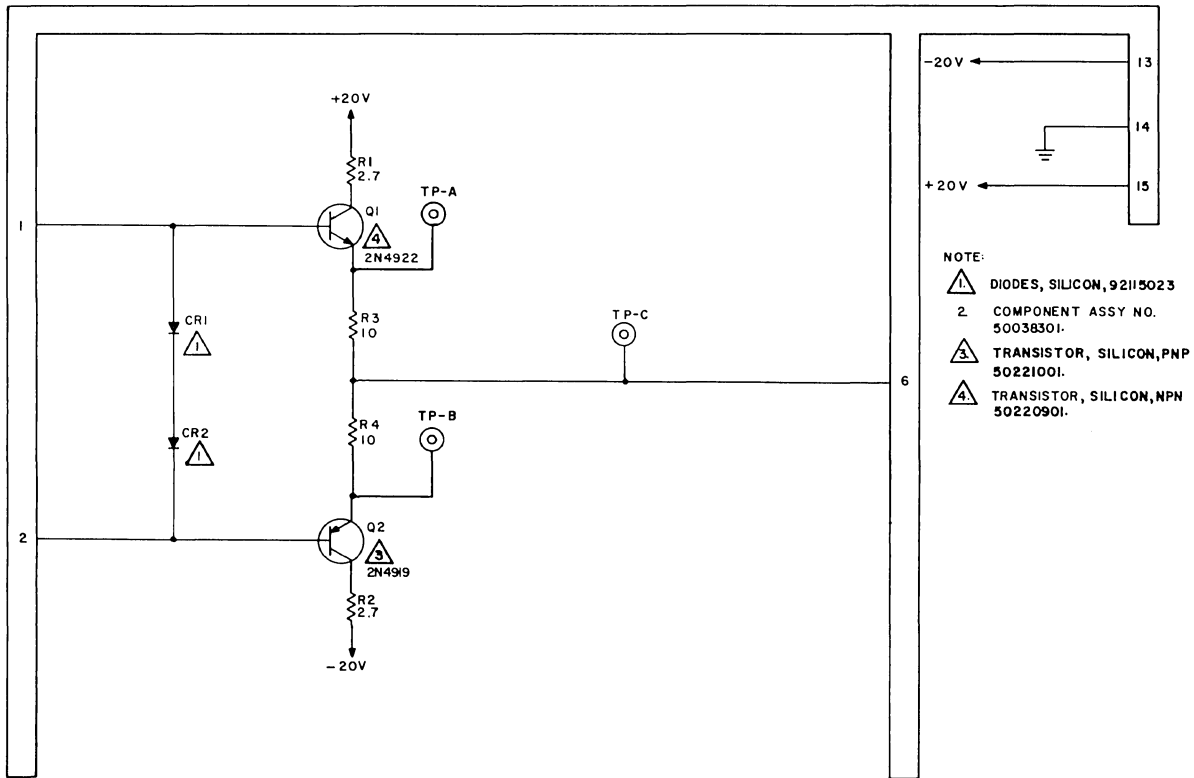 -20V
13
14
+20V
15
+20V
R1
2.7
TP-A
1
Q1
4
2N4922
NOTE:
1. DIODES, SILICON, 92115023
2. COMPONENT ASSY NO.
50038301.
3. TRANSISTOR, SILICON, PNP
50221001.
4. TRANSISTOR, SILICON, NPN
50220901.
CR1
1
R3
10
TP-C
6
CR2
1
R4
10
TP-B
2
Q2
3
2N4919
R2
2.7
-20V